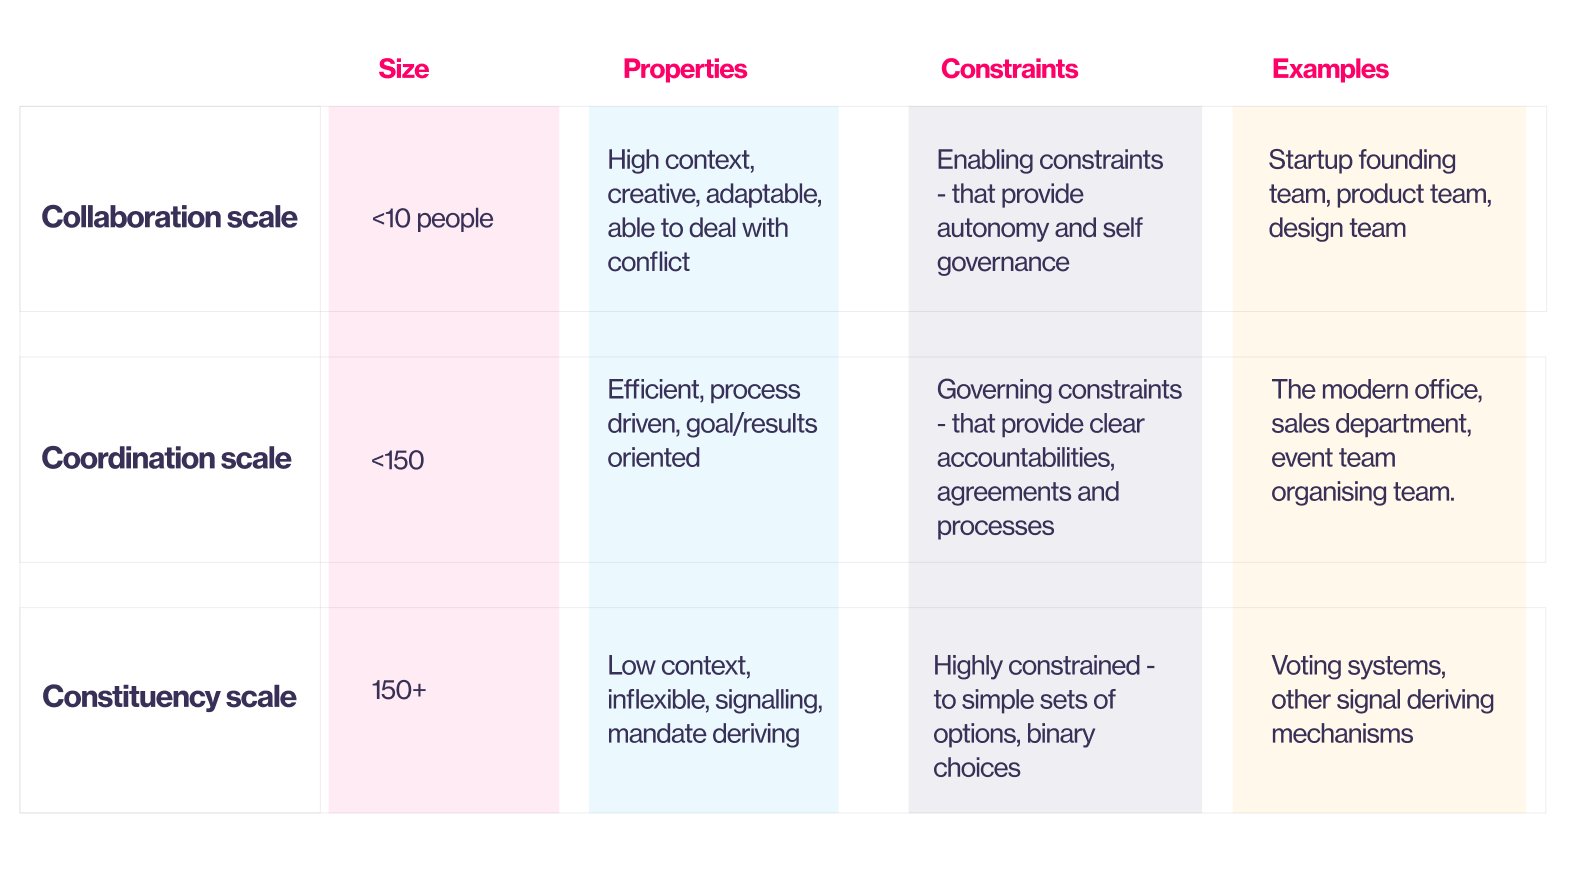 Size
Properties
Constraints
Examples
Collaboration scale
<10 people
High context,
creative, adaptable,
able to deal with
conflict
Enabling constraints
- that provide
autonomy and self
governance
Startup founding
team, product team,
design team
Coordination scale
<150
Efficient, process
driven, goal/results
oriented
Governing constraints
- that provide clear
accountabilities,
agreements and
processes
The modern office,
sales department,
event team
organising team.
Constituency scale
150+
Low context,
inflexible, signalling,
mandate deriving
Highly constrained -
to simple sets of
options, binary
choices
Voting systems,
other signal deriving
mechanisms